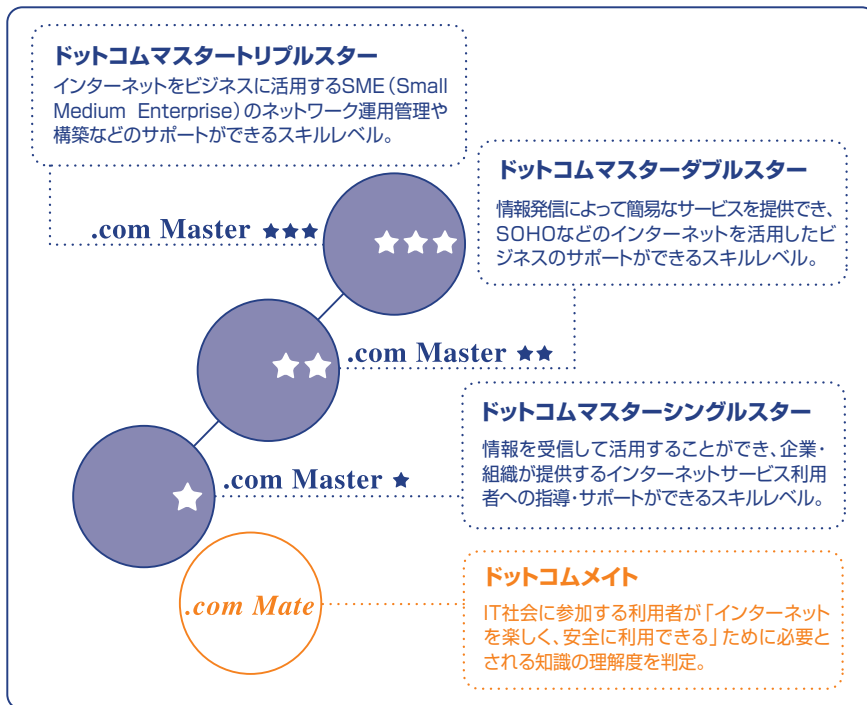 ドットコムマスタートリプルスター
インターネットをビジネスに活用するSME(Small
Medium Enterprise)のネットワーク運用管理や
構築などのサポートができるスキルレベル。
.com Master ★★★
★★★
ドットコムマスターダブルスター
情報発信によって簡易なサービスを提供でき、
SOHOなどのインターネットを活用したビ
ジネスのサポートができるスキルレベル。
★★
.com Master ★★
ドットコムマスターシングルスター
情報を受信して活用することができ、企業・
組織が提供するインターネットサービス利用
者への指導・サポートができるスキルレベル。
★
.com Master ★
.com Mate
ドットコムメイト
IT社会に参加する利用者が「インターネット
を楽しく、安全に利用できる」ために必要と
される知識の理解度を判定。